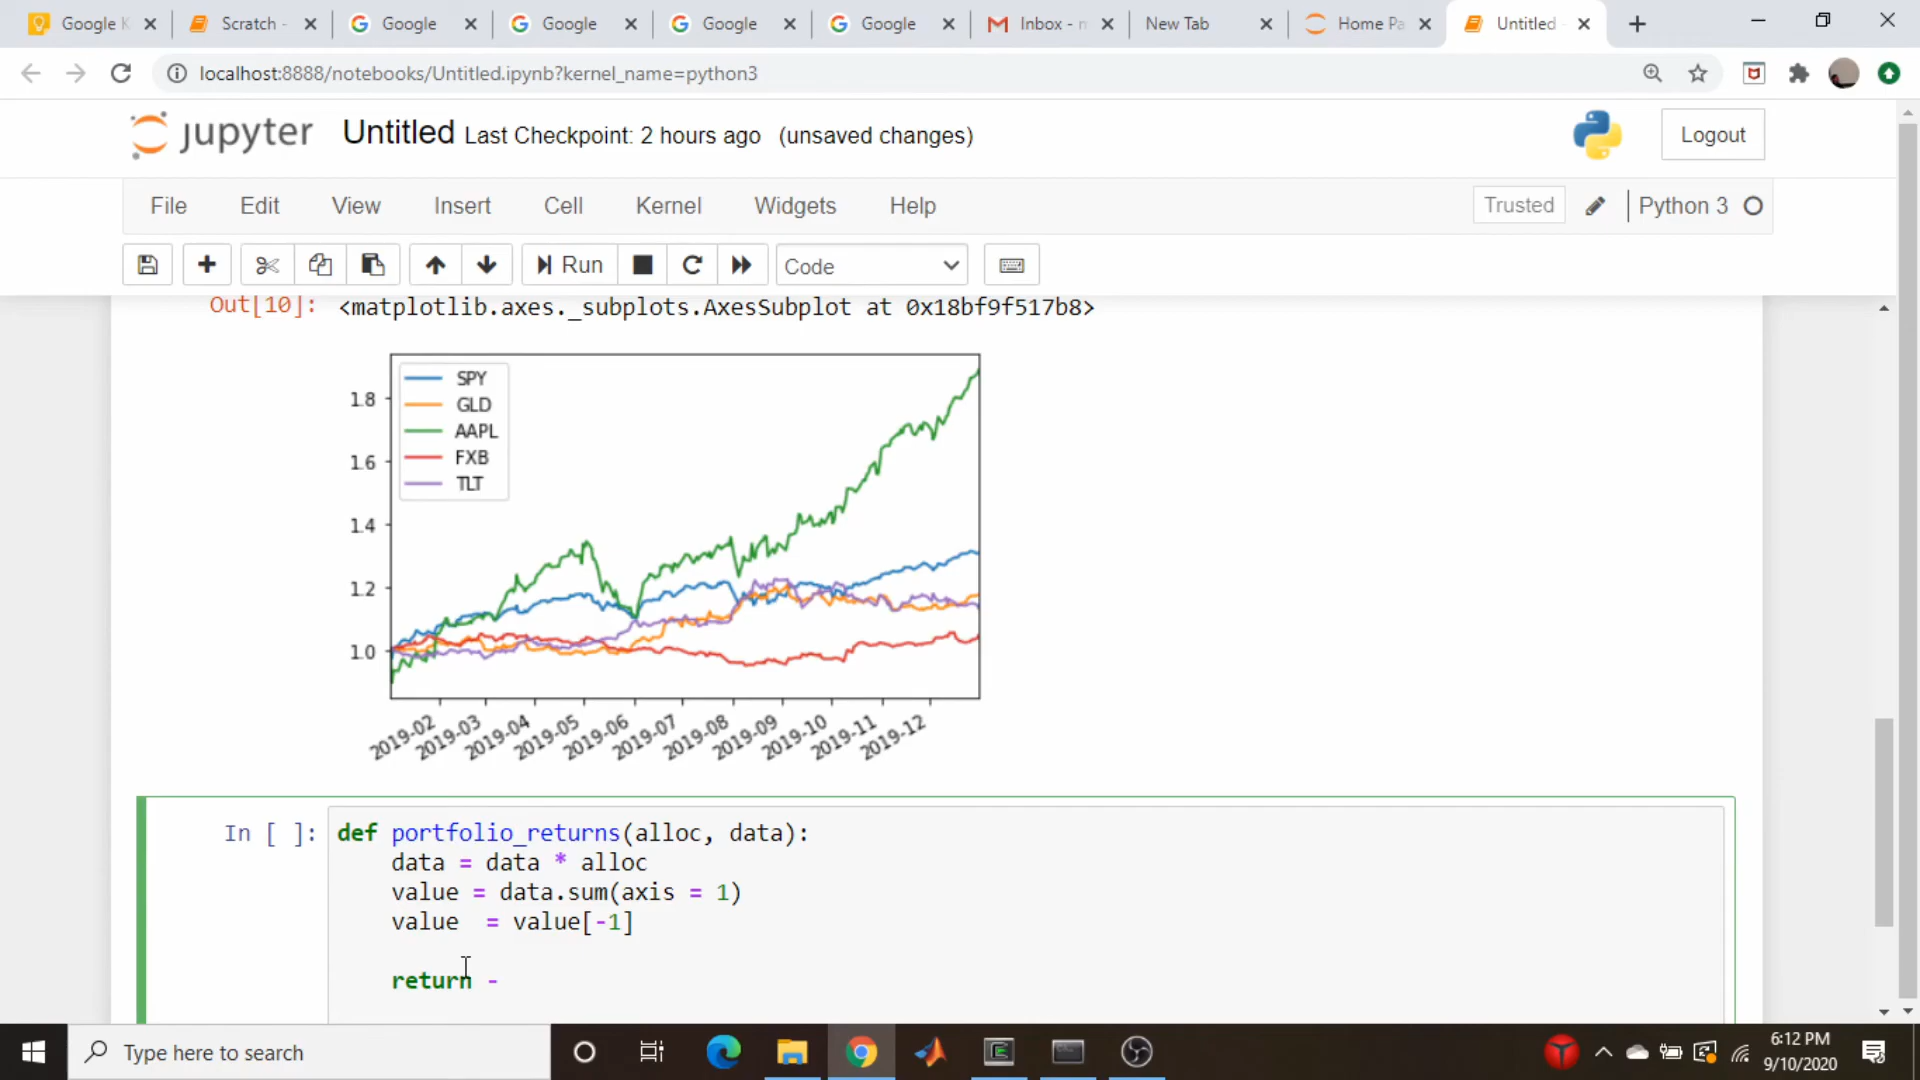 Google K
Scratch -
Google
Google
Google
Google
Inbox - m
New Tab
Home Pa
Untitled
localhost:8888/notebooks/Untitled.ipynb?kernel_name=python3
jupyter Untitled Last Checkpoint: 2 hours ago (unsaved changes)
Logout
File Edit View Insert Cell Kernel Widgets Help
Trusted
Python 3
Run
Code
Out[10]: <matplotlib.axes._subplots.AxesSubplot at 0x18bf9f517b8>
SPY
GLD
AAPL
FXB
TLT
1.8
1.6
1.4
1.2
1.0
2019-02
2019-03
2019-04
2019-05
2019-06
2019-07
2019-08
2019-09
2019-10
2019-11
2019-12
In [ ]: def portfolio_returns(alloc, data):
data = data * alloc
value = data.sum(axis = 1)
value  = value[-1]
return -
Type here to search
6:12 PM
9/10/2020